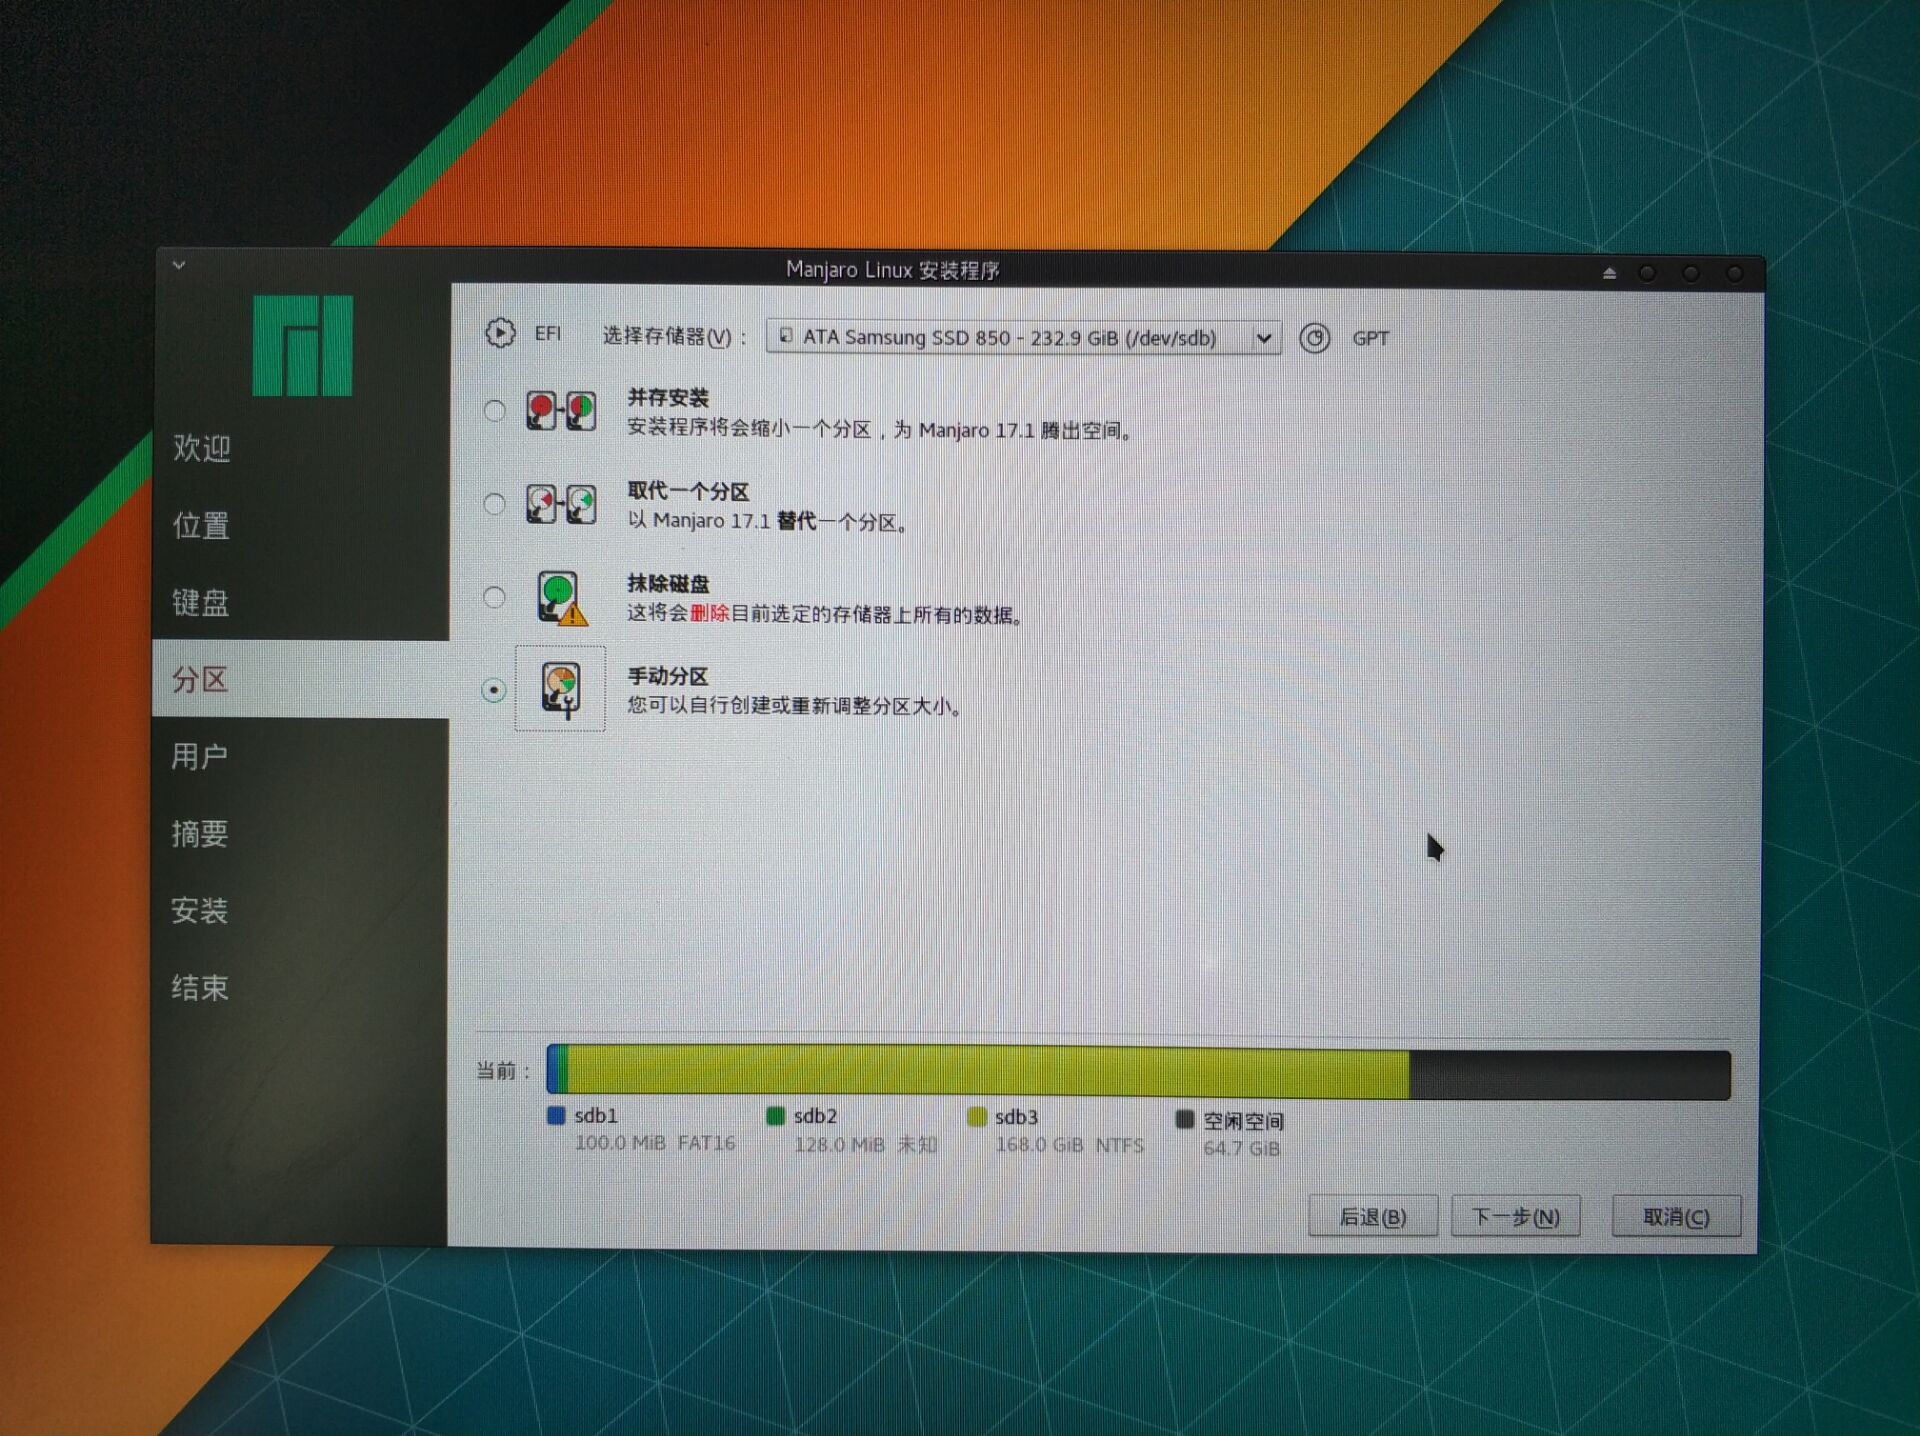 Manjaro Linux 安装程序
EFI 选择存储器(V)： ATA Samsung SSD 850 - 232.9 GiB (/dev/sdb) GPT
并存安装
安装程序将会缩小一个分区，为 Manjaro 17.1 腾出空间。
取代一个分区
以 Manjaro 17.1 替代一个分区。
抹除磁盘
这将会删除目前选定的存储器上所有的数据。
手动分区
您可以自行创建或重新调整分区大小。
欢迎
位置
键盘
分区
用户
摘要
安装
结束
当前：
sdb1
100.0 MiB FAT16
sdb2
128.0 MiB 未知
sdb3
168.0 GiB NTFS
空闲空间
64.7 GiB
后退(B)
下一步(N)
取消(C)